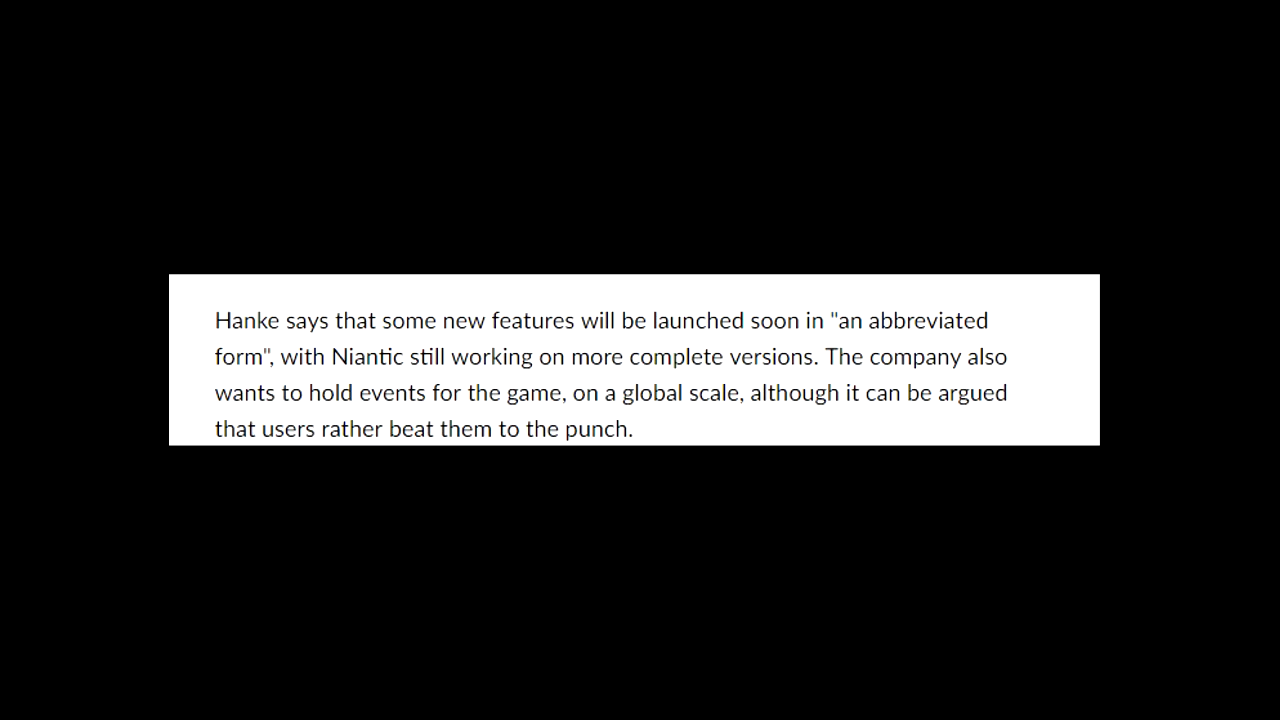 Hanke says that some new features will be launched soon in "an abbreviated
form", with Niantic still working on more complete versions. The company also
wants to hold events for the game, on a global scale, although it can be argued
that users rather beat them to the punch.